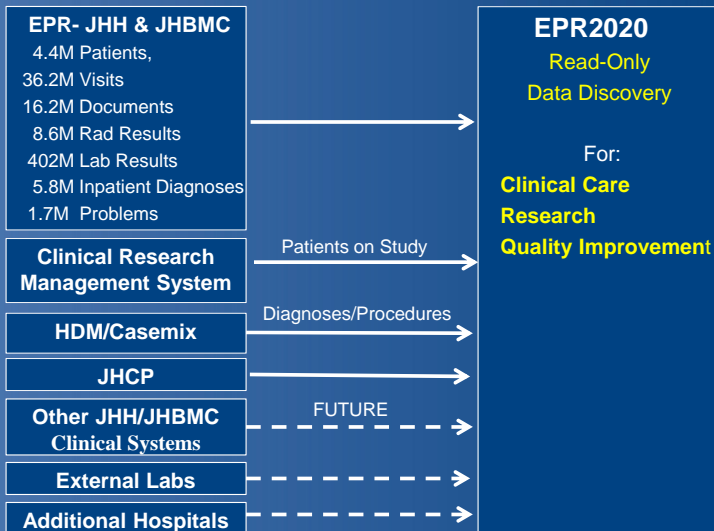 EPR- JHH & JHBMC
4.4M Patients,
36.2M Visits
16.2M Documents
8.6M Rad Results
402M Lab Results
5.8M Inpatient Diagnoses
1.7M Problems
Clinical Research
Management System
Patients on Study
HDM/Casemix
Diagnoses/Procedures
JHCP
Other JHH/JHBMC
Clinical Systems
FUTURE
External Labs
Additional Hospitals
EPR2020
Read-Only
Data Discovery
For:
Clinical Care
Research
Quality Improvement